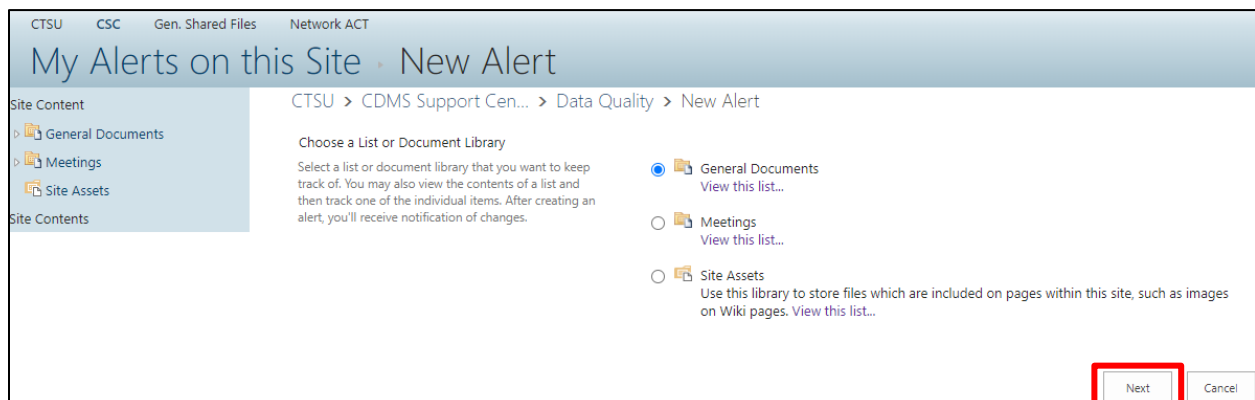 CTSU CSC Gen. Shared Files Network ACT
My Alerts on this Site › New Alert
Site Content
General Documents
Meetings
Site Assets
Site Contents
CTSU > CDMS Support Cen... > Data Quality > New Alert
Choose a List or Document Library
Select a list or document library that you want to keep
track of. You may also view the contents of a list and
then track one of the individual items. After creating an
alert, you'll receive notification of changes.
General Documents
View this list...
Meetings
View this list...
Site Assets
Use this library to store files which are included on pages within this site, such as images
on Wiki pages. View this list...
Next Cancel